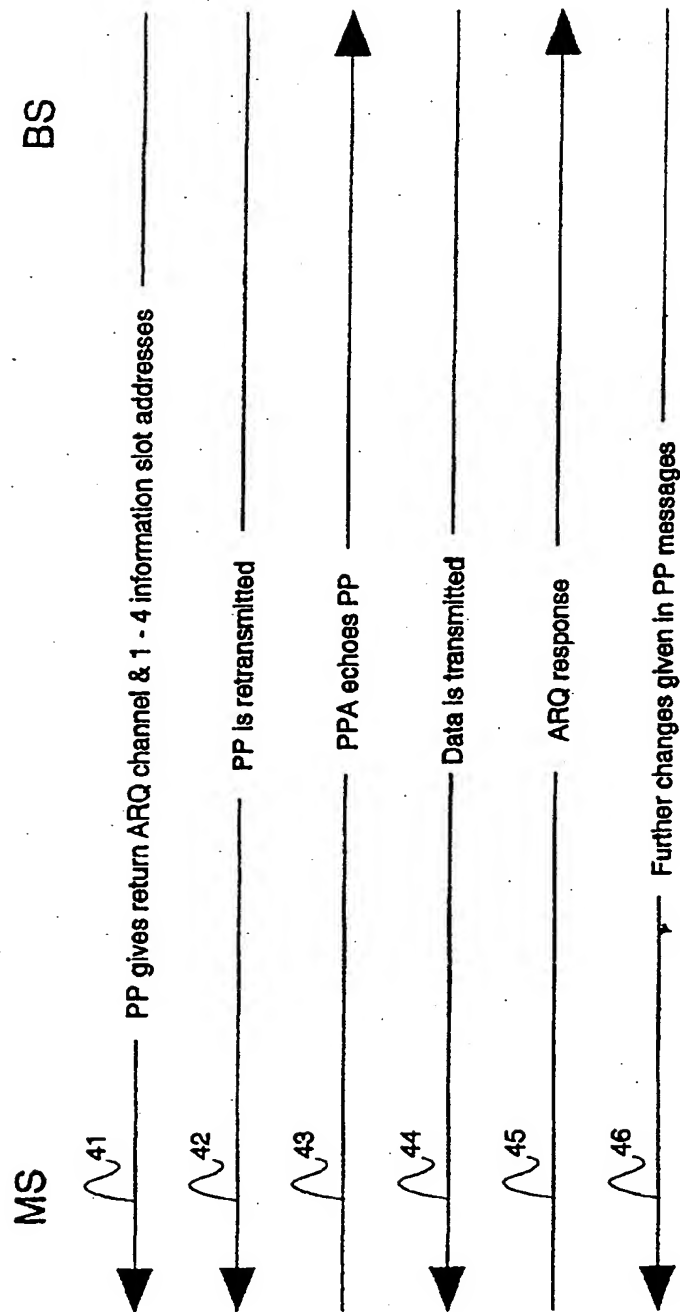 MS BS
41 PP gives return ARQ channel & 1 - 4 information slot addresses
42 PP is retransmitted
43 PPA echoes PP
44 Data is transmitted
45 ARQ response
46 Further changes given in PP messages